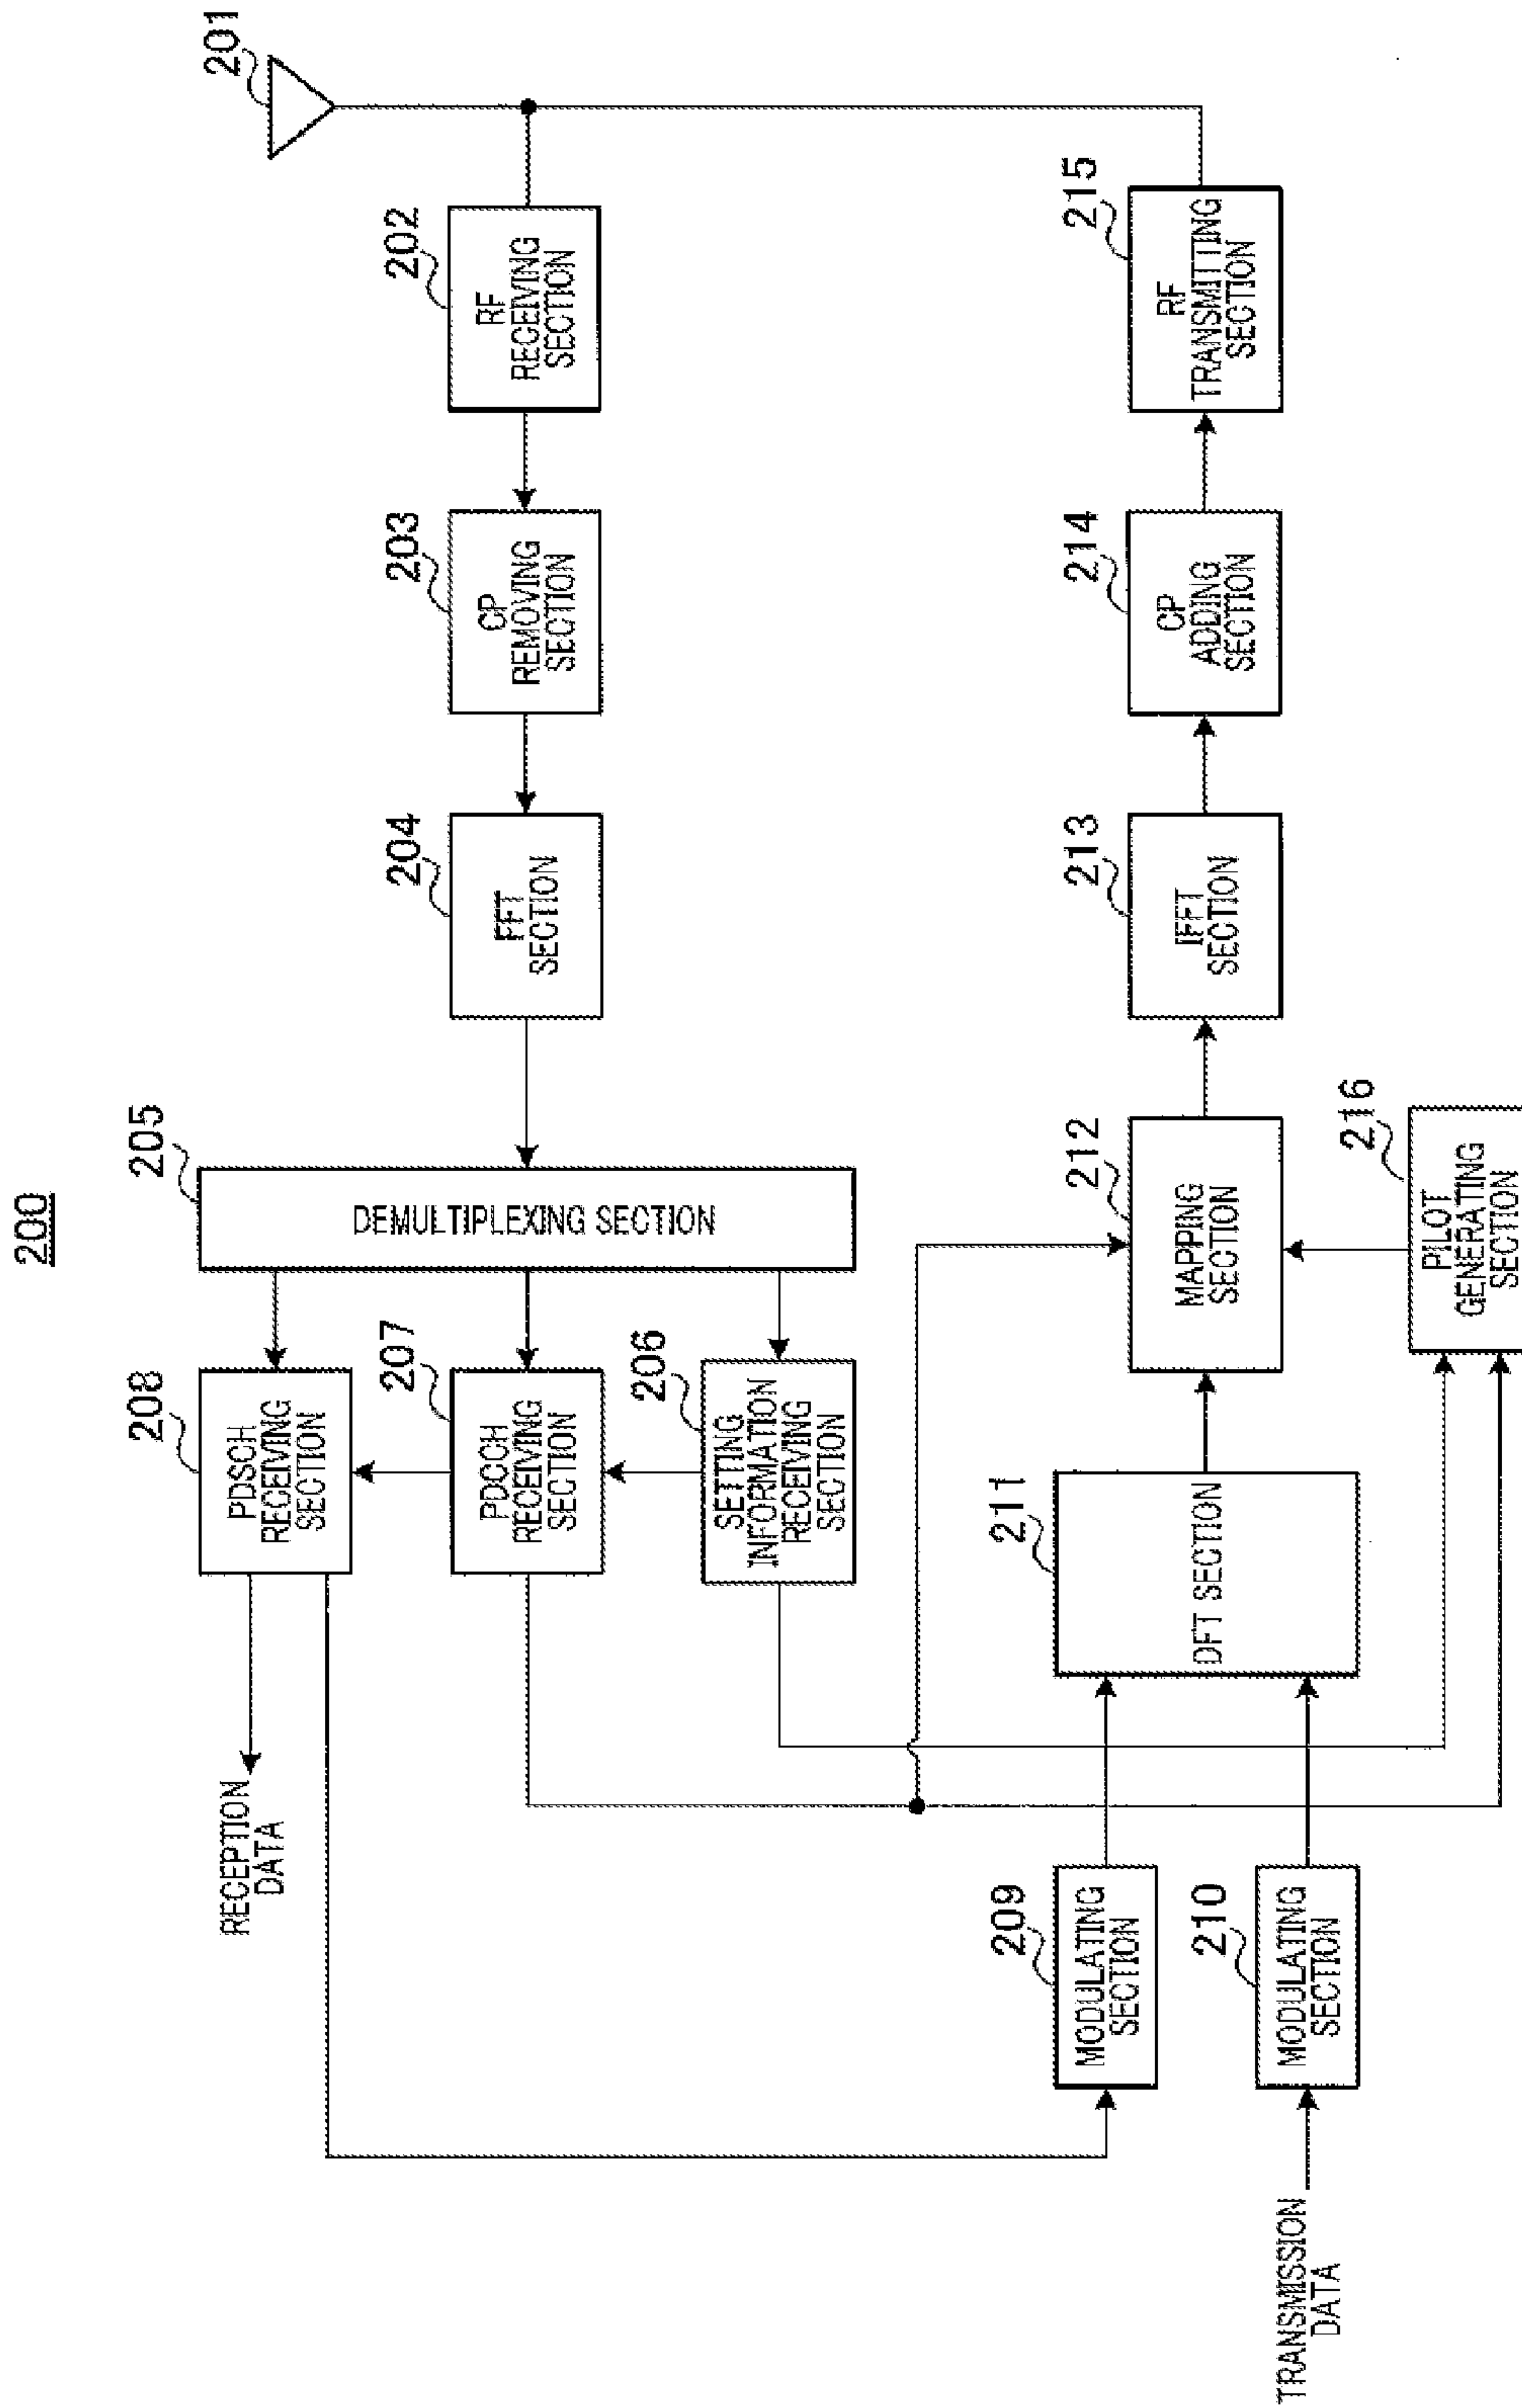 200
201
202
RF
RECEIVING
SECTION
203
CP
REMOVING
SECTION
204
FFT
SECTION
205
DEMULTIPLEXING SECTION
208
PDSCH
RECEIVING
SECTION
207
PDCCH
RECEIVING
SECTION
206
SETTING
INFORMATION
RECEIVING
SECTION
RECEPTION
DATA
TRANSMISSION
DATA
209
MODULATING
SECTION
210
MODULATING
SECTION
211
DFT SECTION
212
MAPPING
SECTION
213
IFFT
SECTION
214
CP
ADDING
SECTION
215
RF
TRANSMITTING
SECTION
216
PILOT
GENERATING
SECTION